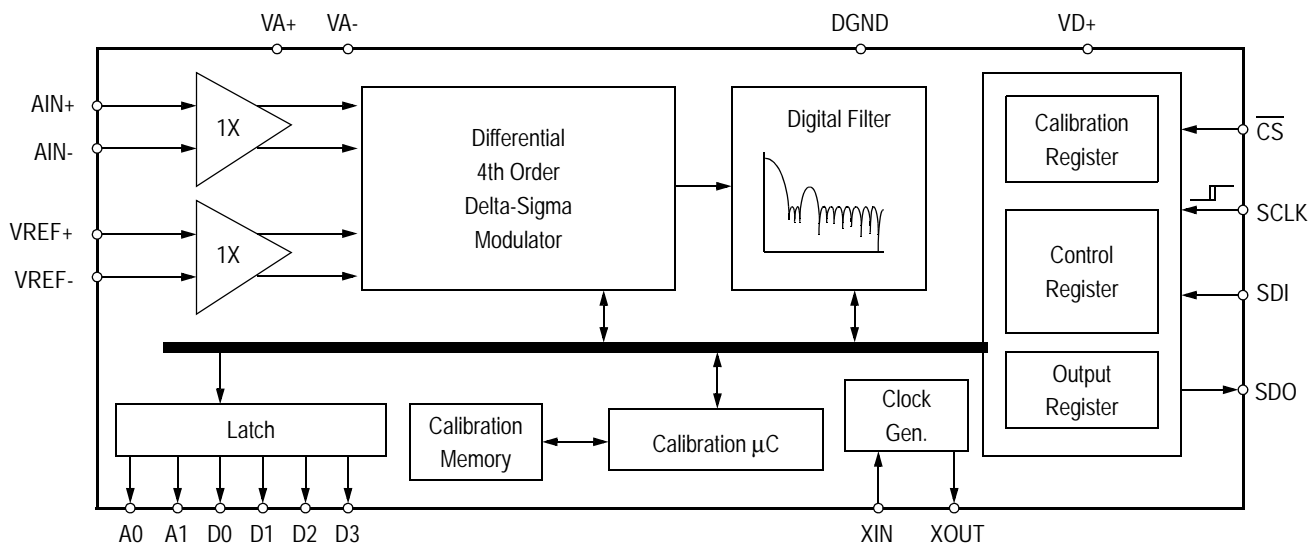 VA+ VA- DGND VD+
AIN+
AIN-
VREF+
VREF-
1X
1X
Differential
4th Order
Delta-Sigma
Modulator
Digital Filter
Calibration
Register
Control
Register
Output
Register
CS
SCLK
SDI
SDO
Latch
Calibration
Memory
Calibration μC
Clock
Gen.
A0 A1 D0 D1 D2 D3 XIN XOUT